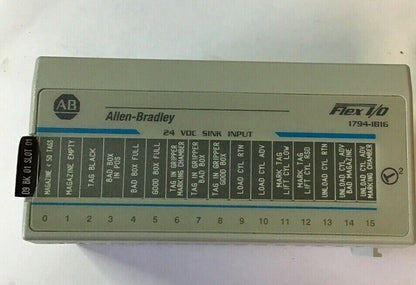 AB
Allen-Bradley
Flex I/O
1794-IB16
24 VDC SINK INPUT
MAGAZINE < 50 TAGS
MAGAZINE EMPTY
TAG BLACK
BAD BOX
IN POS
BAD BOX FULL
GOOD BOX FULL
TAG IN GRIPPER
MARKING CHAMBER
TAG IN GRIPPER
BAD BOX
TAG IN GRIPPER
GOOD BOX
LOAD CYL RTN
LOAD CYL ADV
MARK TAG
LIFT CYL LOW
MARK TAG
LIFT CYL RSD
UNLOAD CYL RTN
UNLOAD CYL ADV
BAD MAGAZINE
UNLOAD CYL ADV
0 1 2 3 4 5 6 7 8 9 10 11 12 13 14 15
2